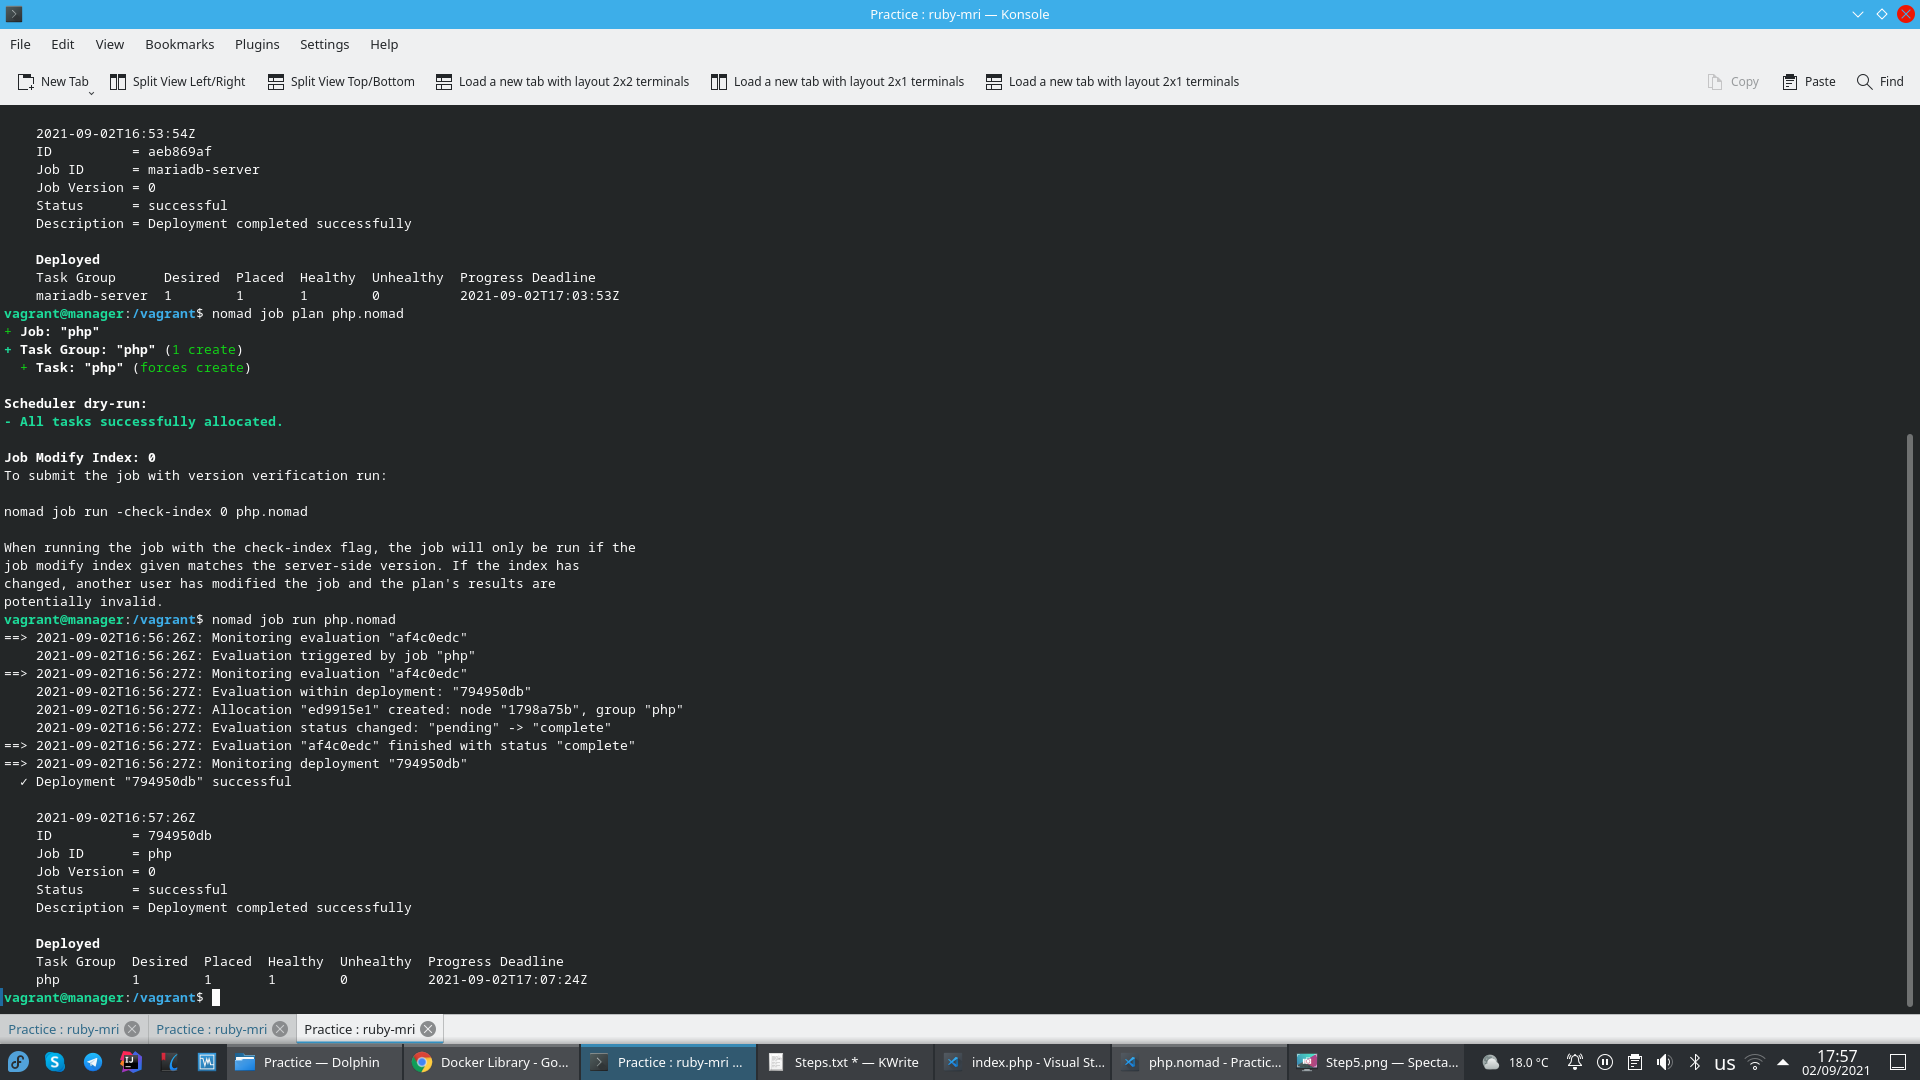 Practice : ruby-mri — Konsole
File Edit View Bookmarks Plugins Settings Help
New Tab Split View Left/Right Split View Top/Bottom Load a new tab with layout 2x2 terminals Load a new tab with layout 2x1 terminals Load a new tab with layout 2x1 terminals Copy Paste Find
2021-09-02T16:53:54Z
ID = aeb869af
Job ID = mariadb-server
Job Version = 0
Status = successful
Description = Deployment completed successfully
Deployed
Task Group Desired Placed Healthy Unhealthy Progress Deadline
mariadb-server 1 1 1 0 2021-09-02T17:03:53Z
vagrant@manager:/vagrant$ nomad job plan php.nomad
+ Job: "php"
+ Task Group: "php" (1 create)
+ Task: "php" (forces create)
Scheduler dry-run:
- All tasks successfully allocated.
Job Modify Index: 0
To submit the job with version verification run:
nomad job run -check-index 0 php.nomad
When running the job with the check-index flag, the job will only be run if the
job modify index given matches the server-side version. If the index has
changed, another user has modified the job and the plan's results are
potentially invalid.
vagrant@manager:/vagrant$ nomad job run php.nomad
==> 2021-09-02T16:56:26Z: Monitoring evaluation "af4c0edc"
2021-09-02T16:56:26Z: Evaluation triggered by job "php"
==> 2021-09-02T16:56:27Z: Monitoring evaluation "af4c0edc"
2021-09-02T16:56:27Z: Evaluation within deployment: "794950db"
2021-09-02T16:56:27Z: Allocation "ed9915e1" created: node "1798a75b", group "php"
2021-09-02T16:56:27Z: Evaluation status changed: "pending" -> "complete"
==> 2021-09-02T16:56:27Z: Evaluation "af4c0edc" finished with status "complete"
==> 2021-09-02T16:56:27Z: Monitoring deployment "794950db"
✓ Deployment "794950db" successful
2021-09-02T16:57:26Z
ID = 794950db
Job ID = php
Job Version = 0
Status = successful
Description = Deployment completed successfully
Deployed
Task Group Desired Placed Healthy Unhealthy Progress Deadline
php 1 1 1 0 2021-09-02T17:07:24Z
vagrant@manager:/vagrant$
Practice : ruby-mri Practice : ruby-mri Practice : ruby-mri
Practice — Dolphin Docker Library - Go... Practice : ruby-mri ... Steps.txt * — KWrite index.php - Visual St... php.nomad - Practic... Step5.png — Specta... 18.0 °C us 17:57
02/09/2021